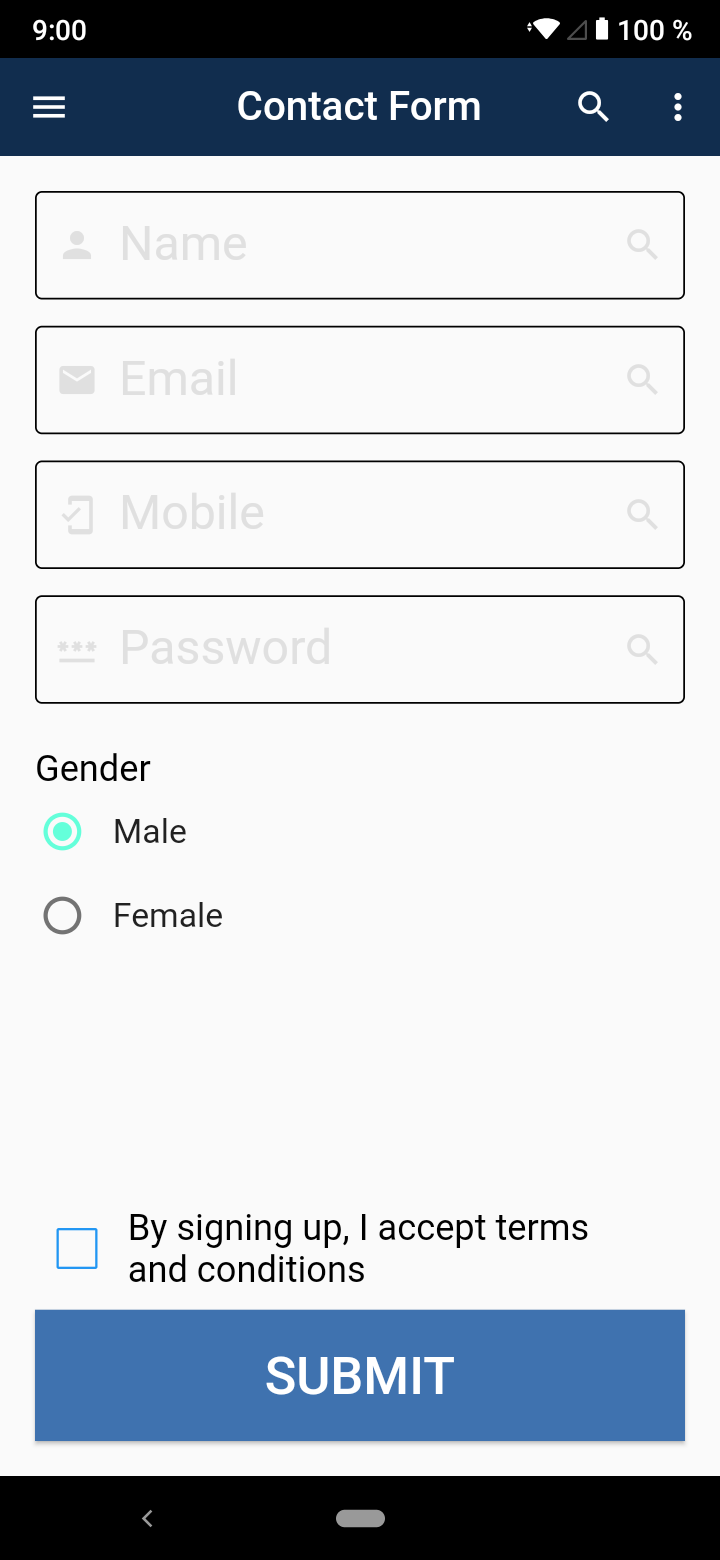 9:00
100 %
Contact Form
Name
Email
Mobile
Password
Gender
Male
Female
By signing up, I accept terms
and conditions
SUBMIT